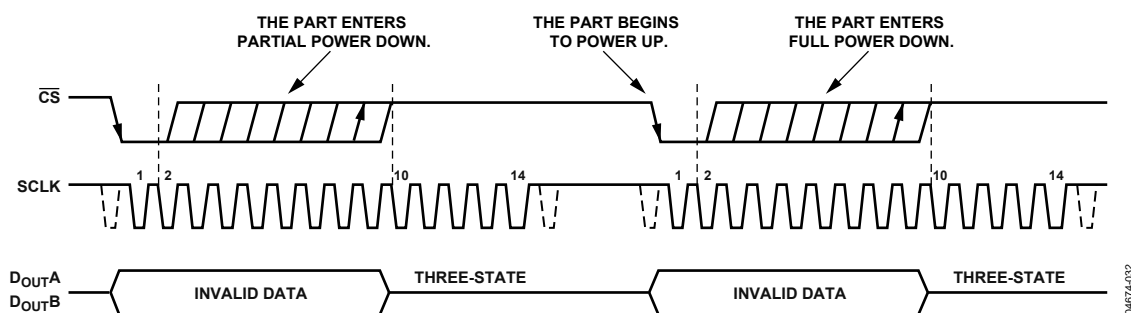 THE PART ENTERS
PARTIAL POWER DOWN.
THE PART BEGINS
TO POWER UP.
THE PART ENTERS
FULL POWER DOWN.
CS
SCLK
1 2 10 14 1 2 10 14
DOUTA
DOUTB
INVALID DATA THREE-STATE INVALID DATA THREE-STATE
04674-032